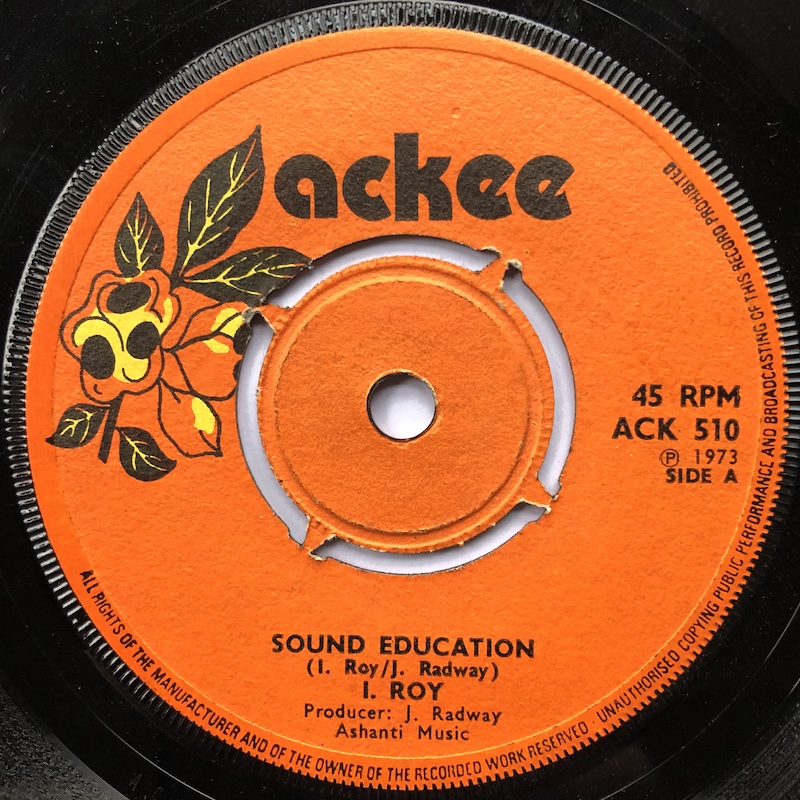 ackee
45 RPM
ACK 510
Ⓟ 1973
SIDE A
SOUND EDUCATION
(I. Roy/J. Radway)
I. ROY
Producer: J. Radway
Ashanti Music
ALL RIGHTS OF THE MANUFACTURER AND OF THE OWNER OF THE RECORDED WORK RESERVED . UNAUTHORISED COPYING PUBLIC PERFORMANCE AND BROADCASTING OF THIS RECORD PROHIBITED